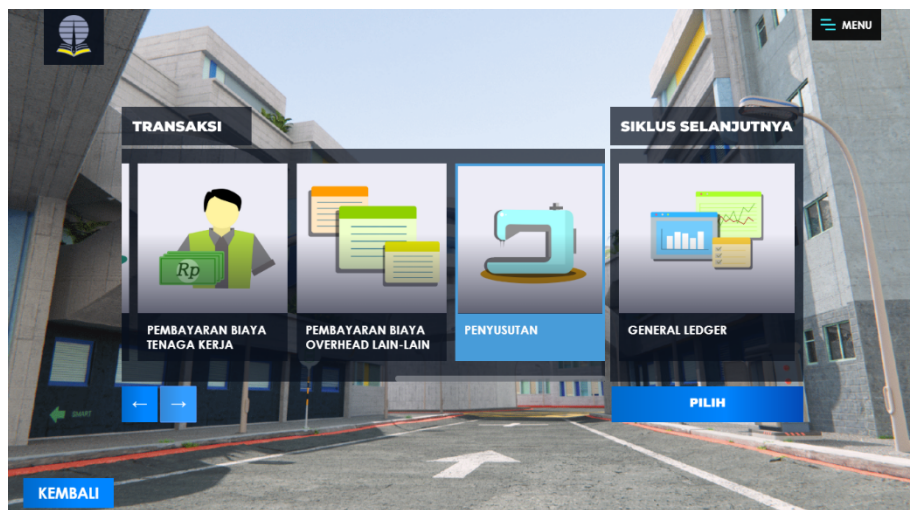 MENU
TRANSAKSI
SIKLUS SELANJUTNYA
Rp
PEMBAYARAN BIAYA
TENAGA KERJA
PEMBAYARAN BIAYA
OVERHEAD LAIN-LAIN
PENYUSUTAN
GENERAL LEDGER
← →
PILIH
KEMBALI